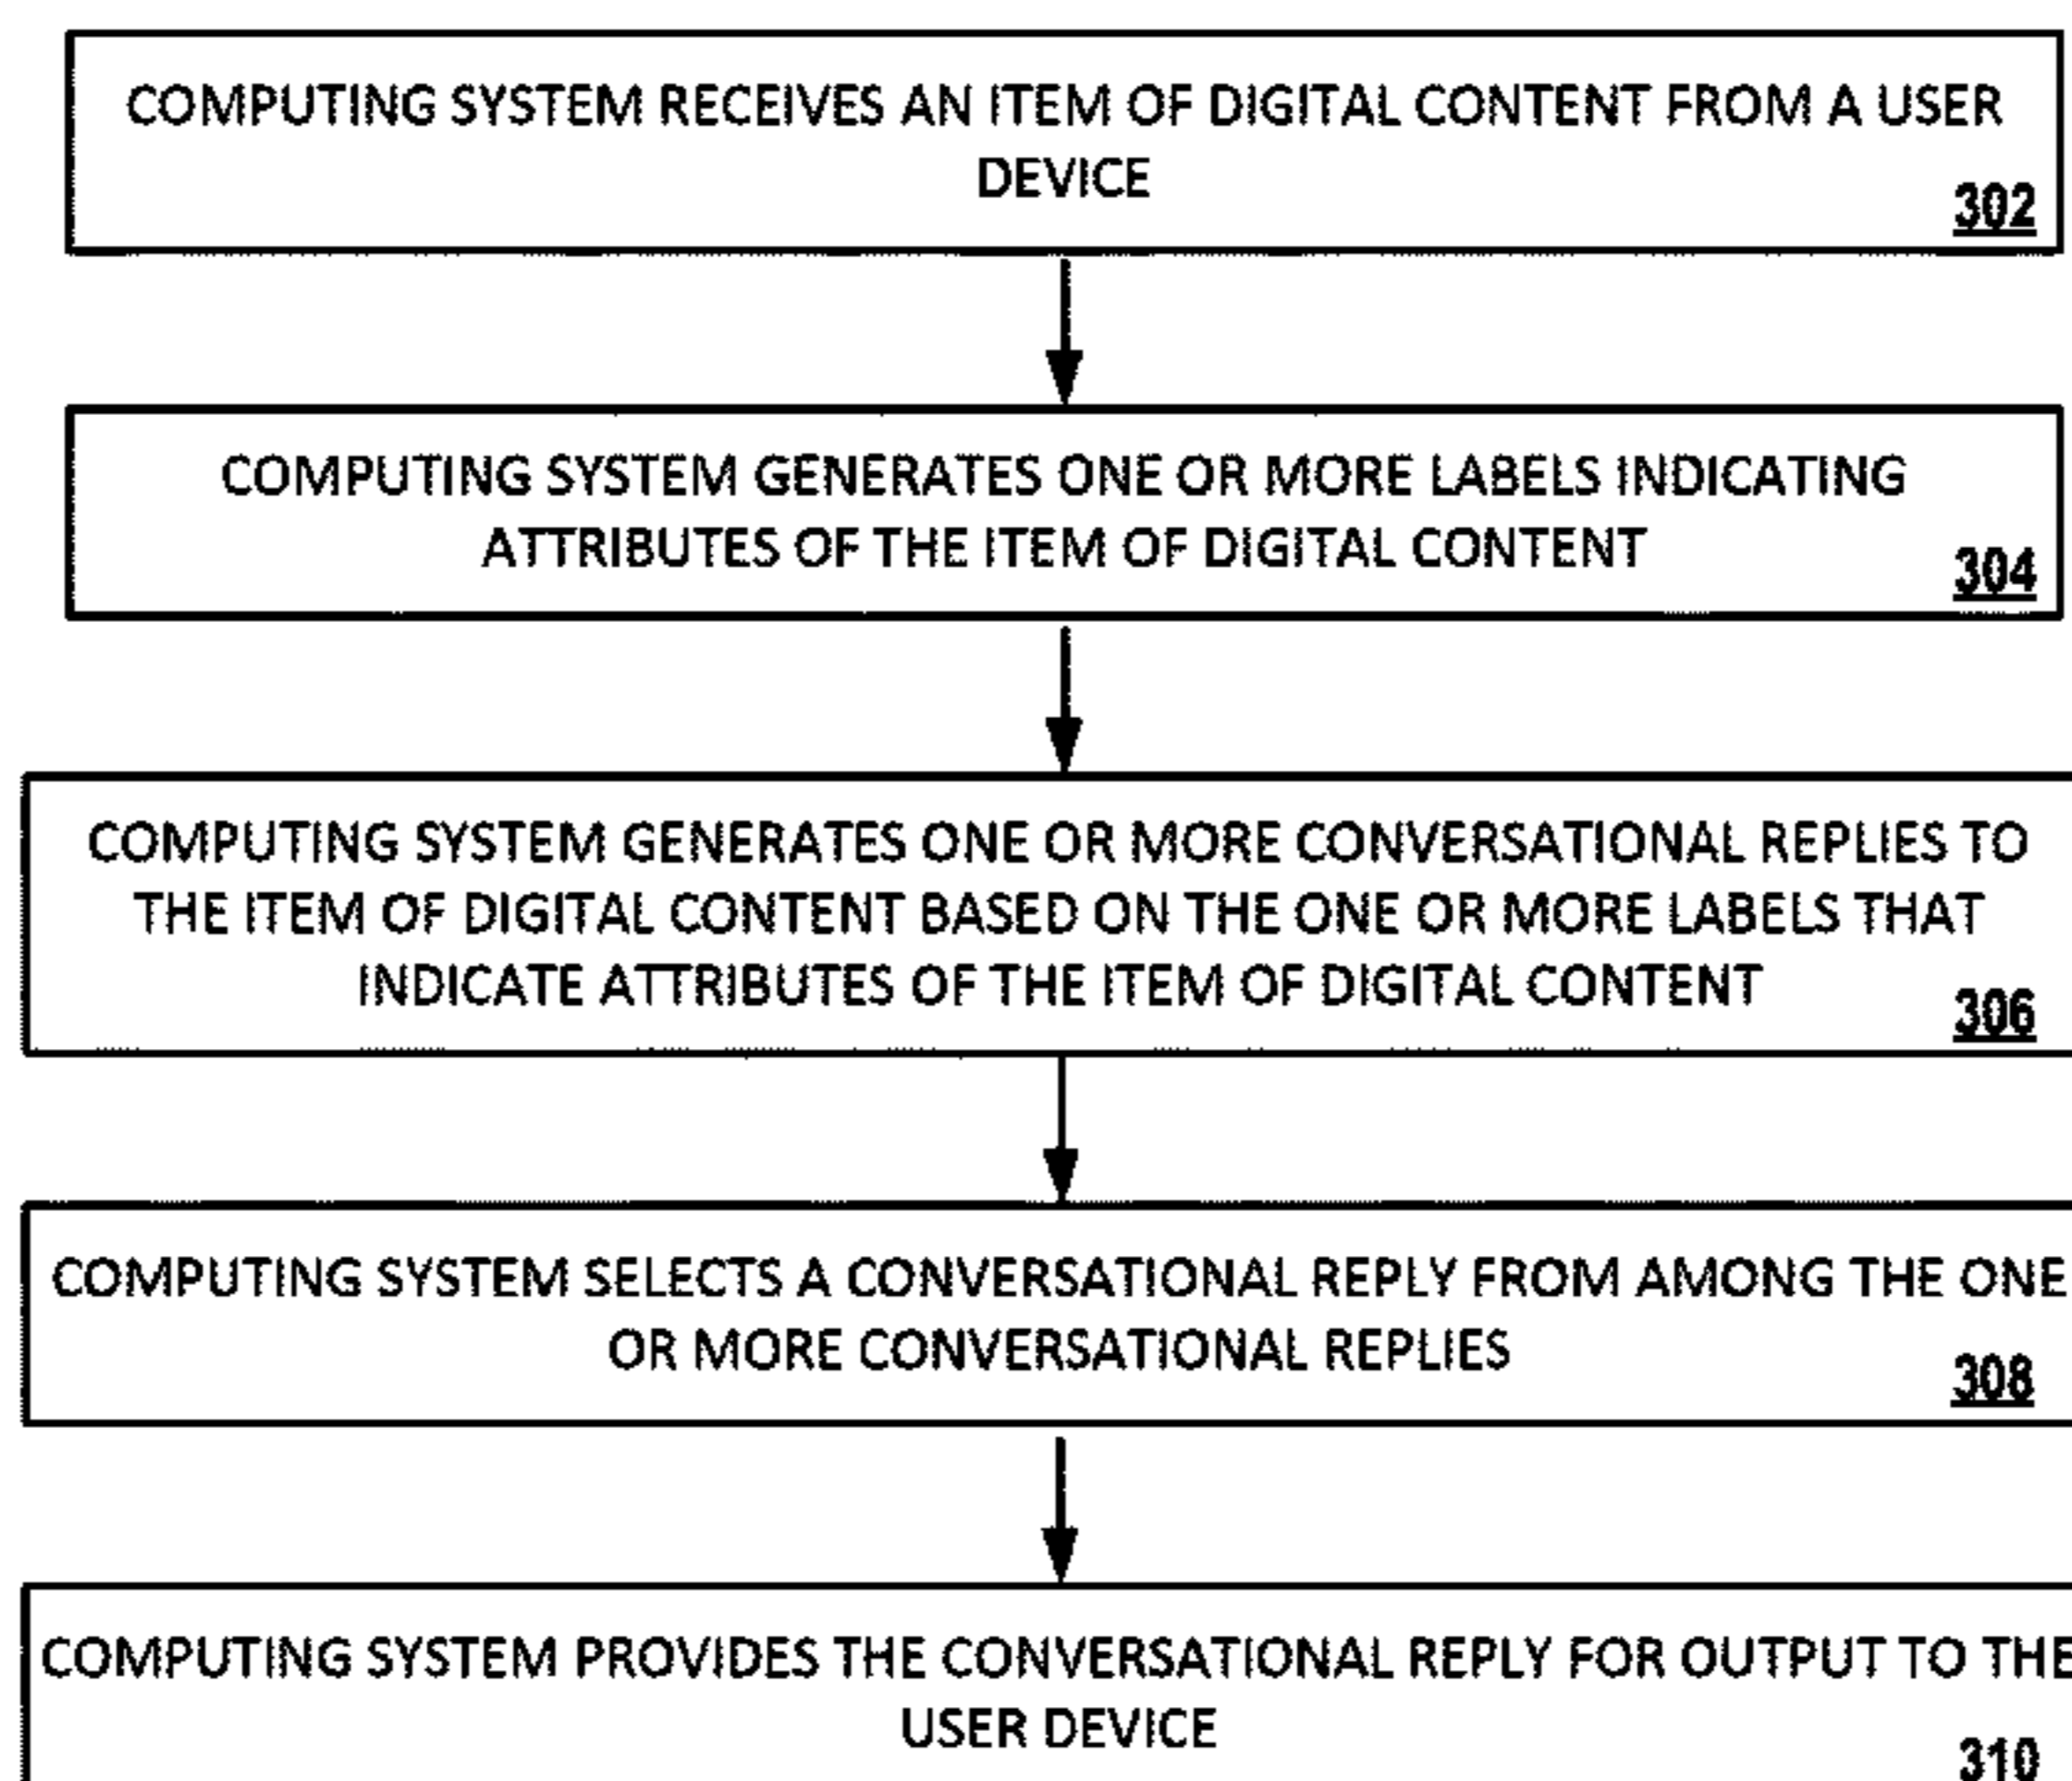 COMPUTING SYSTEM RECEIVES AN ITEM OF DIGITAL CONTENT FROM A USER
DEVICE
302
COMPUTING SYSTEM GENERATES ONE OR MORE LABELS INDICATING
ATTRIBUTES OF THE ITEM OF DIGITAL CONTENT
304
COMPUTING SYSTEM GENERATES ONE OR MORE CONVERSATIONAL REPLIES TO
THE ITEM OF DIGITAL CONTENT BASED ON THE ONE OR MORE LABELS THAT
INDICATE ATTRIBUTES OF THE ITEM OF DIGITAL CONTENT
306
COMPUTING SYSTEM SELECTS A CONVERSATIONAL REPLY FROM AMONG THE ONE
OR MORE CONVERSATIONAL REPLIES
308
COMPUTING SYSTEM PROVIDES THE CONVERSATIONAL REPLY FOR OUTPUT TO THE
USER DEVICE
310